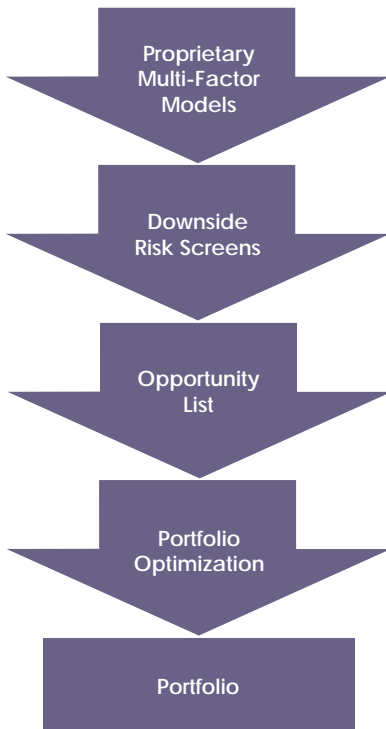 Proprietary
Multi-Factor
Models
Downside
Risk Screens
Opportunity
List
Portfolio
Optimization
Portfolio